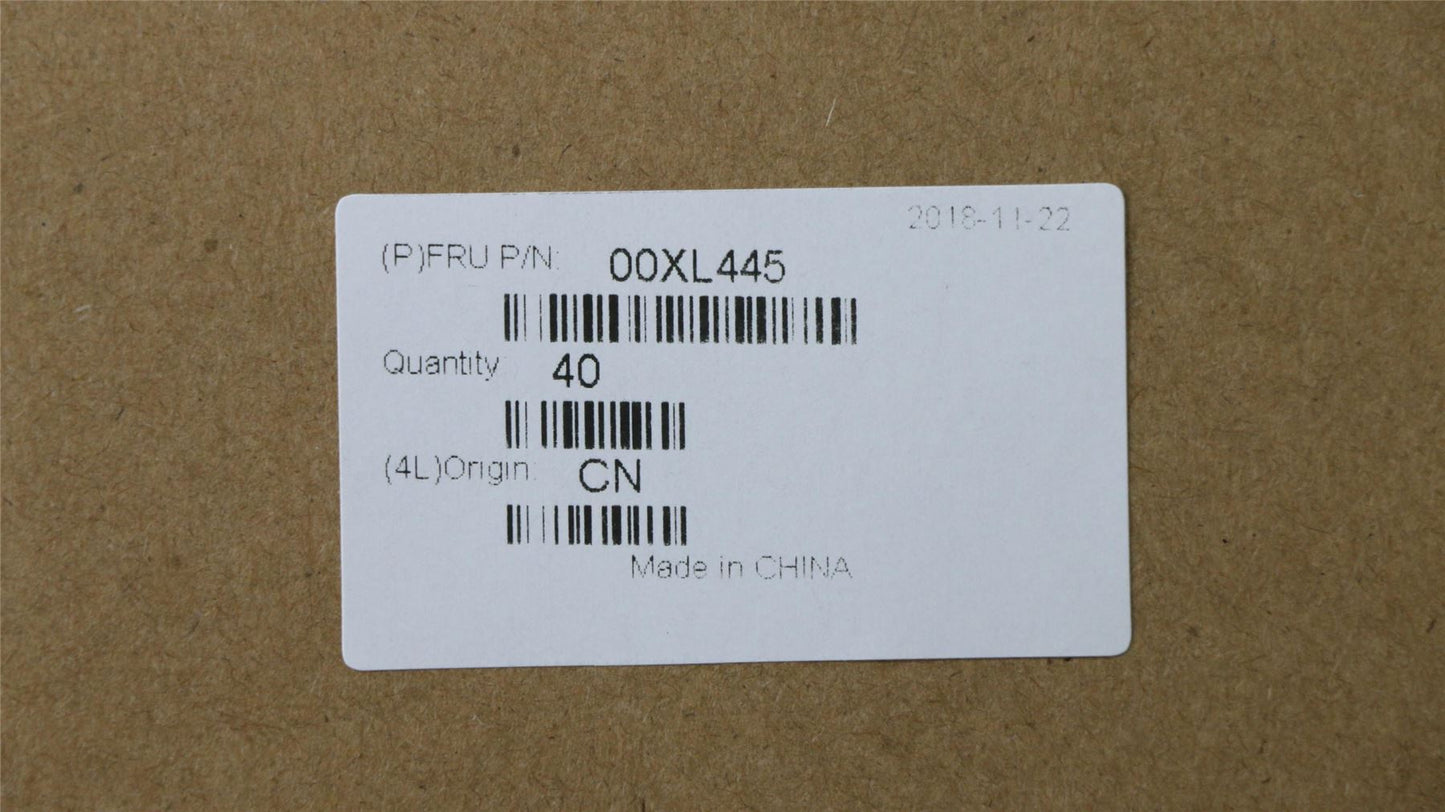 2018-11-22
(P)FRU P/N: 00XL445
Quantity: 40
(4L)Origin: CN
Made in CHINA